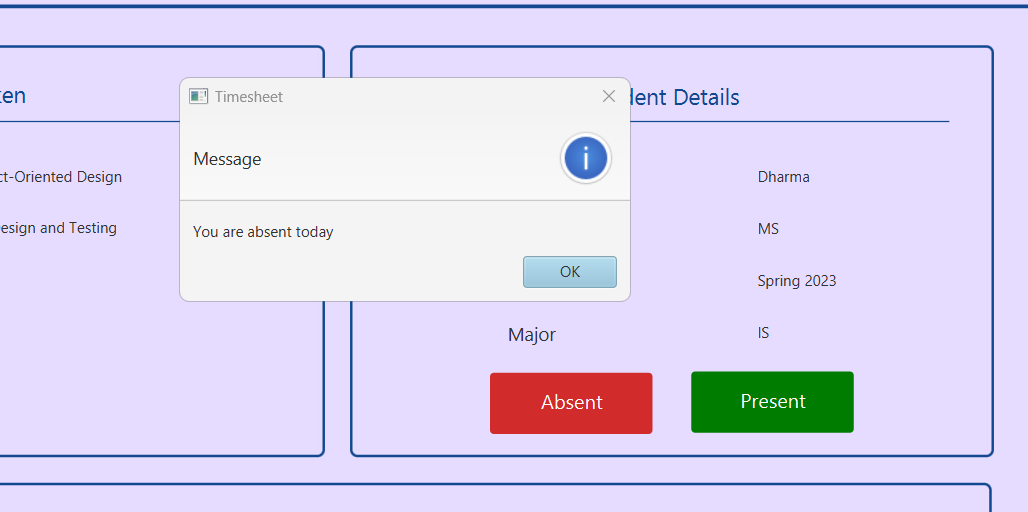 ken
ct-Oriented Design
esign and Testing
Timesheet
Message
i
You are absent today
OK
dent Details
Dharma
MS
Spring 2023
Major
IS
Absent
Present